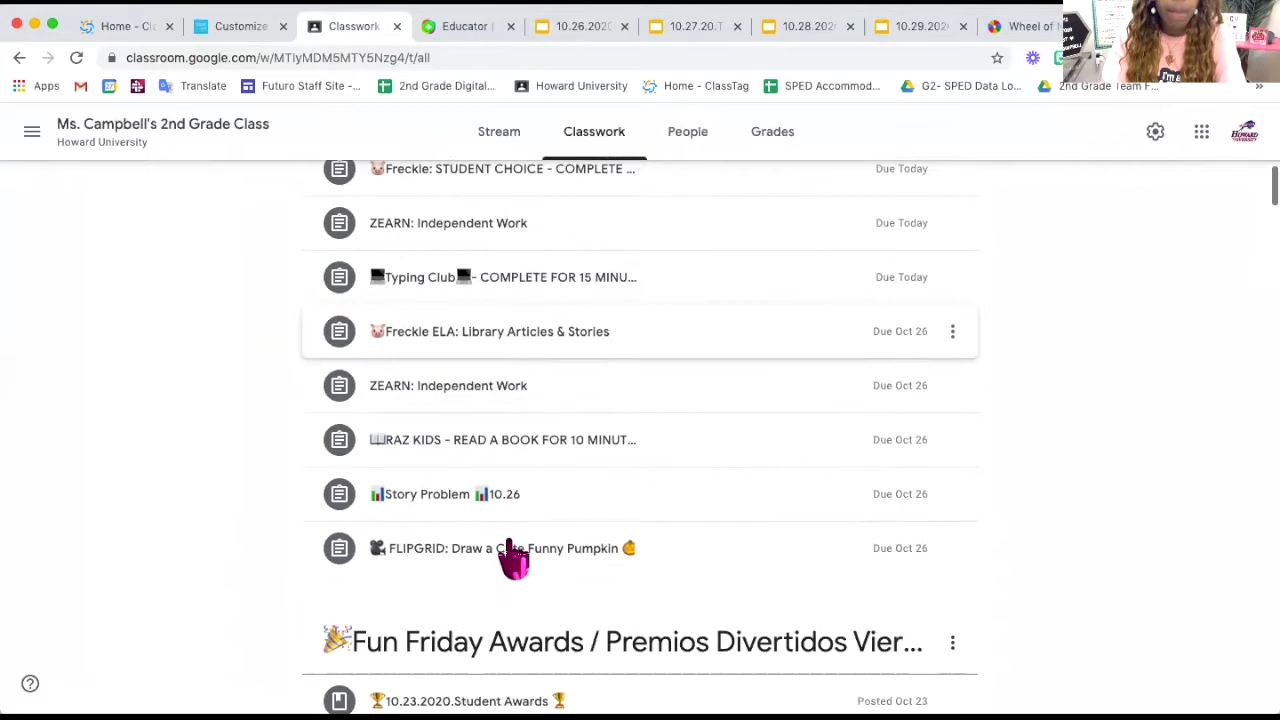 Home - Cl
Customize
Classwork
Educator
10.26.2020
10.27.20.T
10.28.202
10.29.202
Wheel of N
classroom.google.com/w/MTIyMDM5MTY5Nzg4/t/all
Apps Translate Futuro Staff Site -... 2nd Grade Digital... Howard University Home - ClassTag SPED Accommod... G2- SPED Data Lo... 2nd Grade Team F...
Ms. Campbell's 2nd Grade Class
Howard University
Stream Classwork People Grades
🐷Freckle: STUDENT CHOICE - COMPLETE ... Due Today
ZEARN: Independent Work Due Today
💻Typing Club💻- COMPLETE FOR 15 MINU... Due Today
🐷Freckle ELA: Library Articles & Stories Due Oct 26
ZEARN: Independent Work Due Oct 26
📖RAZ KIDS - READ A BOOK FOR 10 MINUT... Due Oct 26
📊Story Problem 📊10.26 Due Oct 26
🎥 FLIPGRID: Draw a Funny Pumpkin 🎃 Due Oct 26
🎉Fun Friday Awards / Premios Divertidos Vier...
🏆10.23.2020.Student Awards 🏆 Posted Oct 23